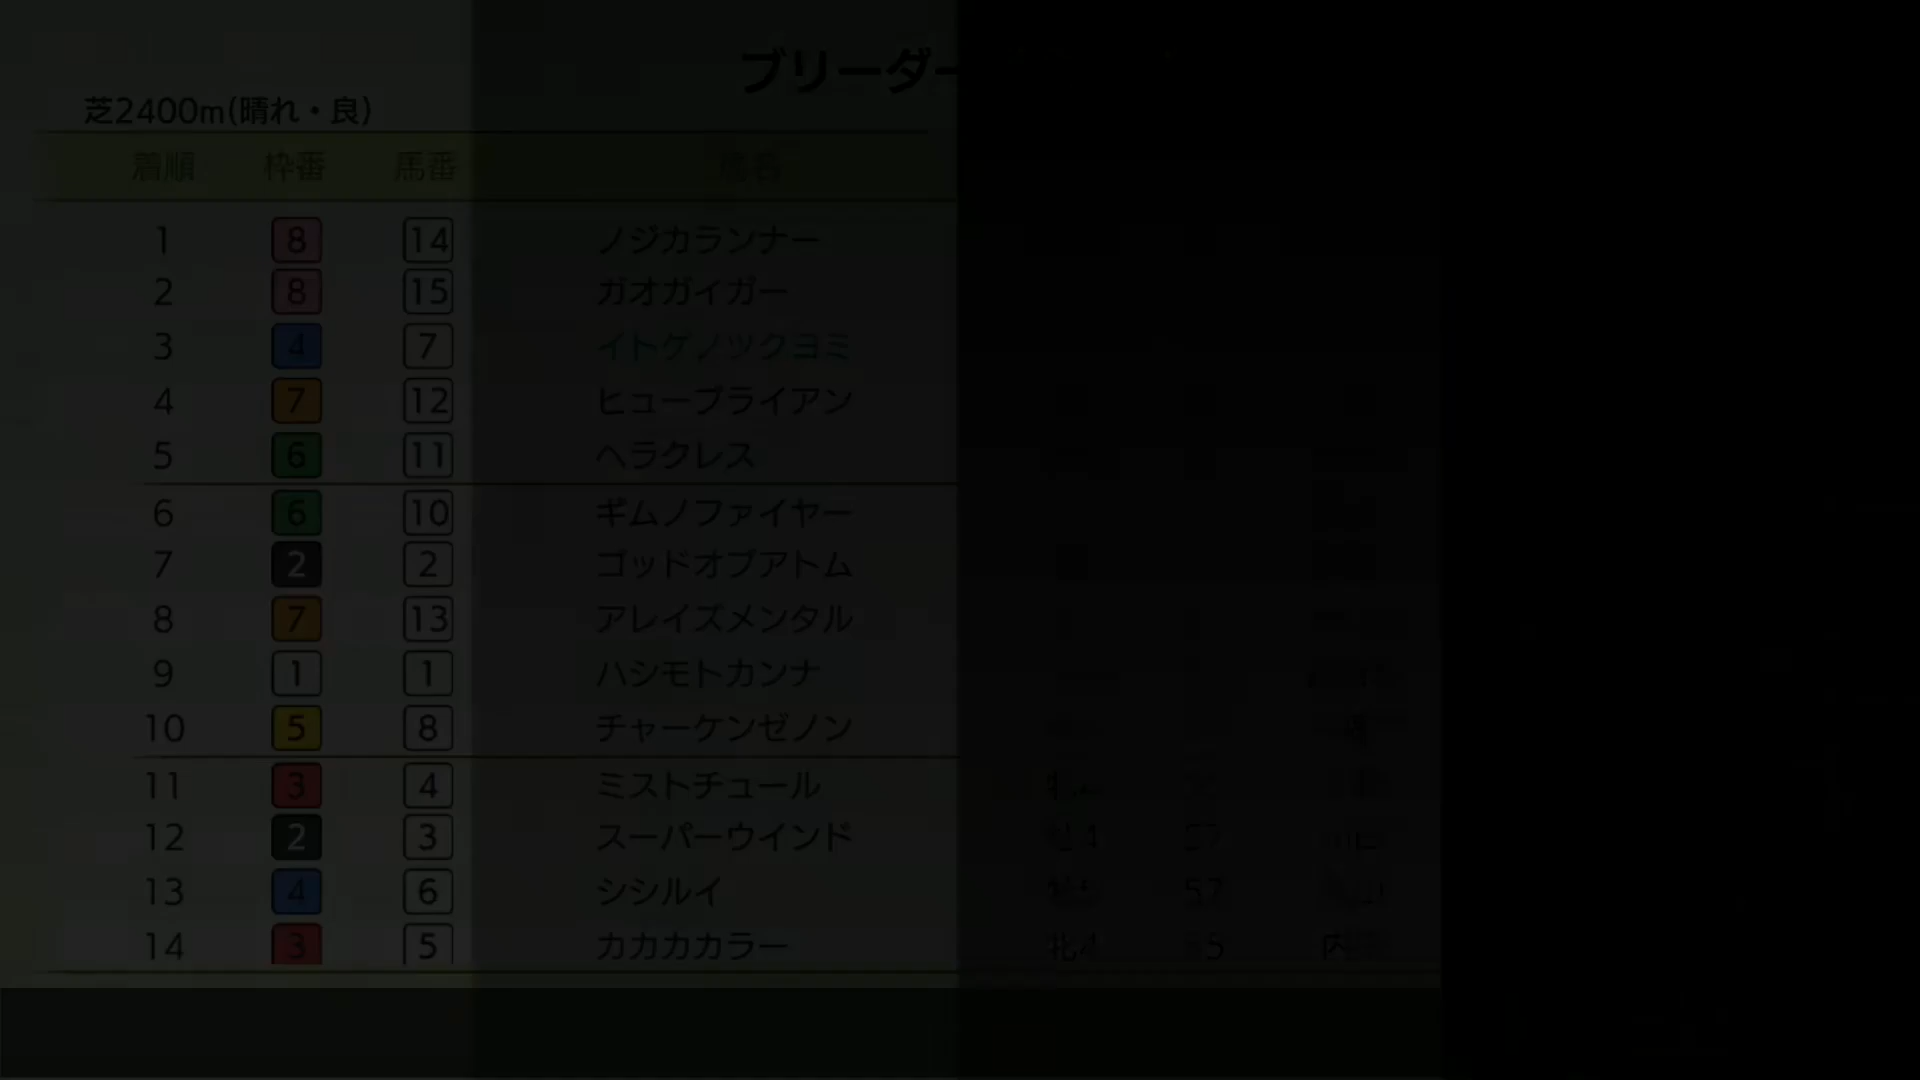 ブリーダー
芝2400m(晴れ・良)
着順 枠番 馬番 馬名
1 8 14 ノジカランナー
2 8 15 ガオガイガー
3 4 7 イトゲノツクヨミ
4 7 12 ヒューブライアン
5 6 11 ヘラクレス
6 6 10 ギムノファイヤー
7 2 2 ゴッドオブアトム
8 7 13 アレイズメンタル
9 1 1 ハシモトカンナ
10 5 8 チャーケンゼノン
11 3 4 ミストチュール
12 2 3 スーパーウインド 57
13 4 6 シシルイ 57
14 3 5 カカカカラー 牝4